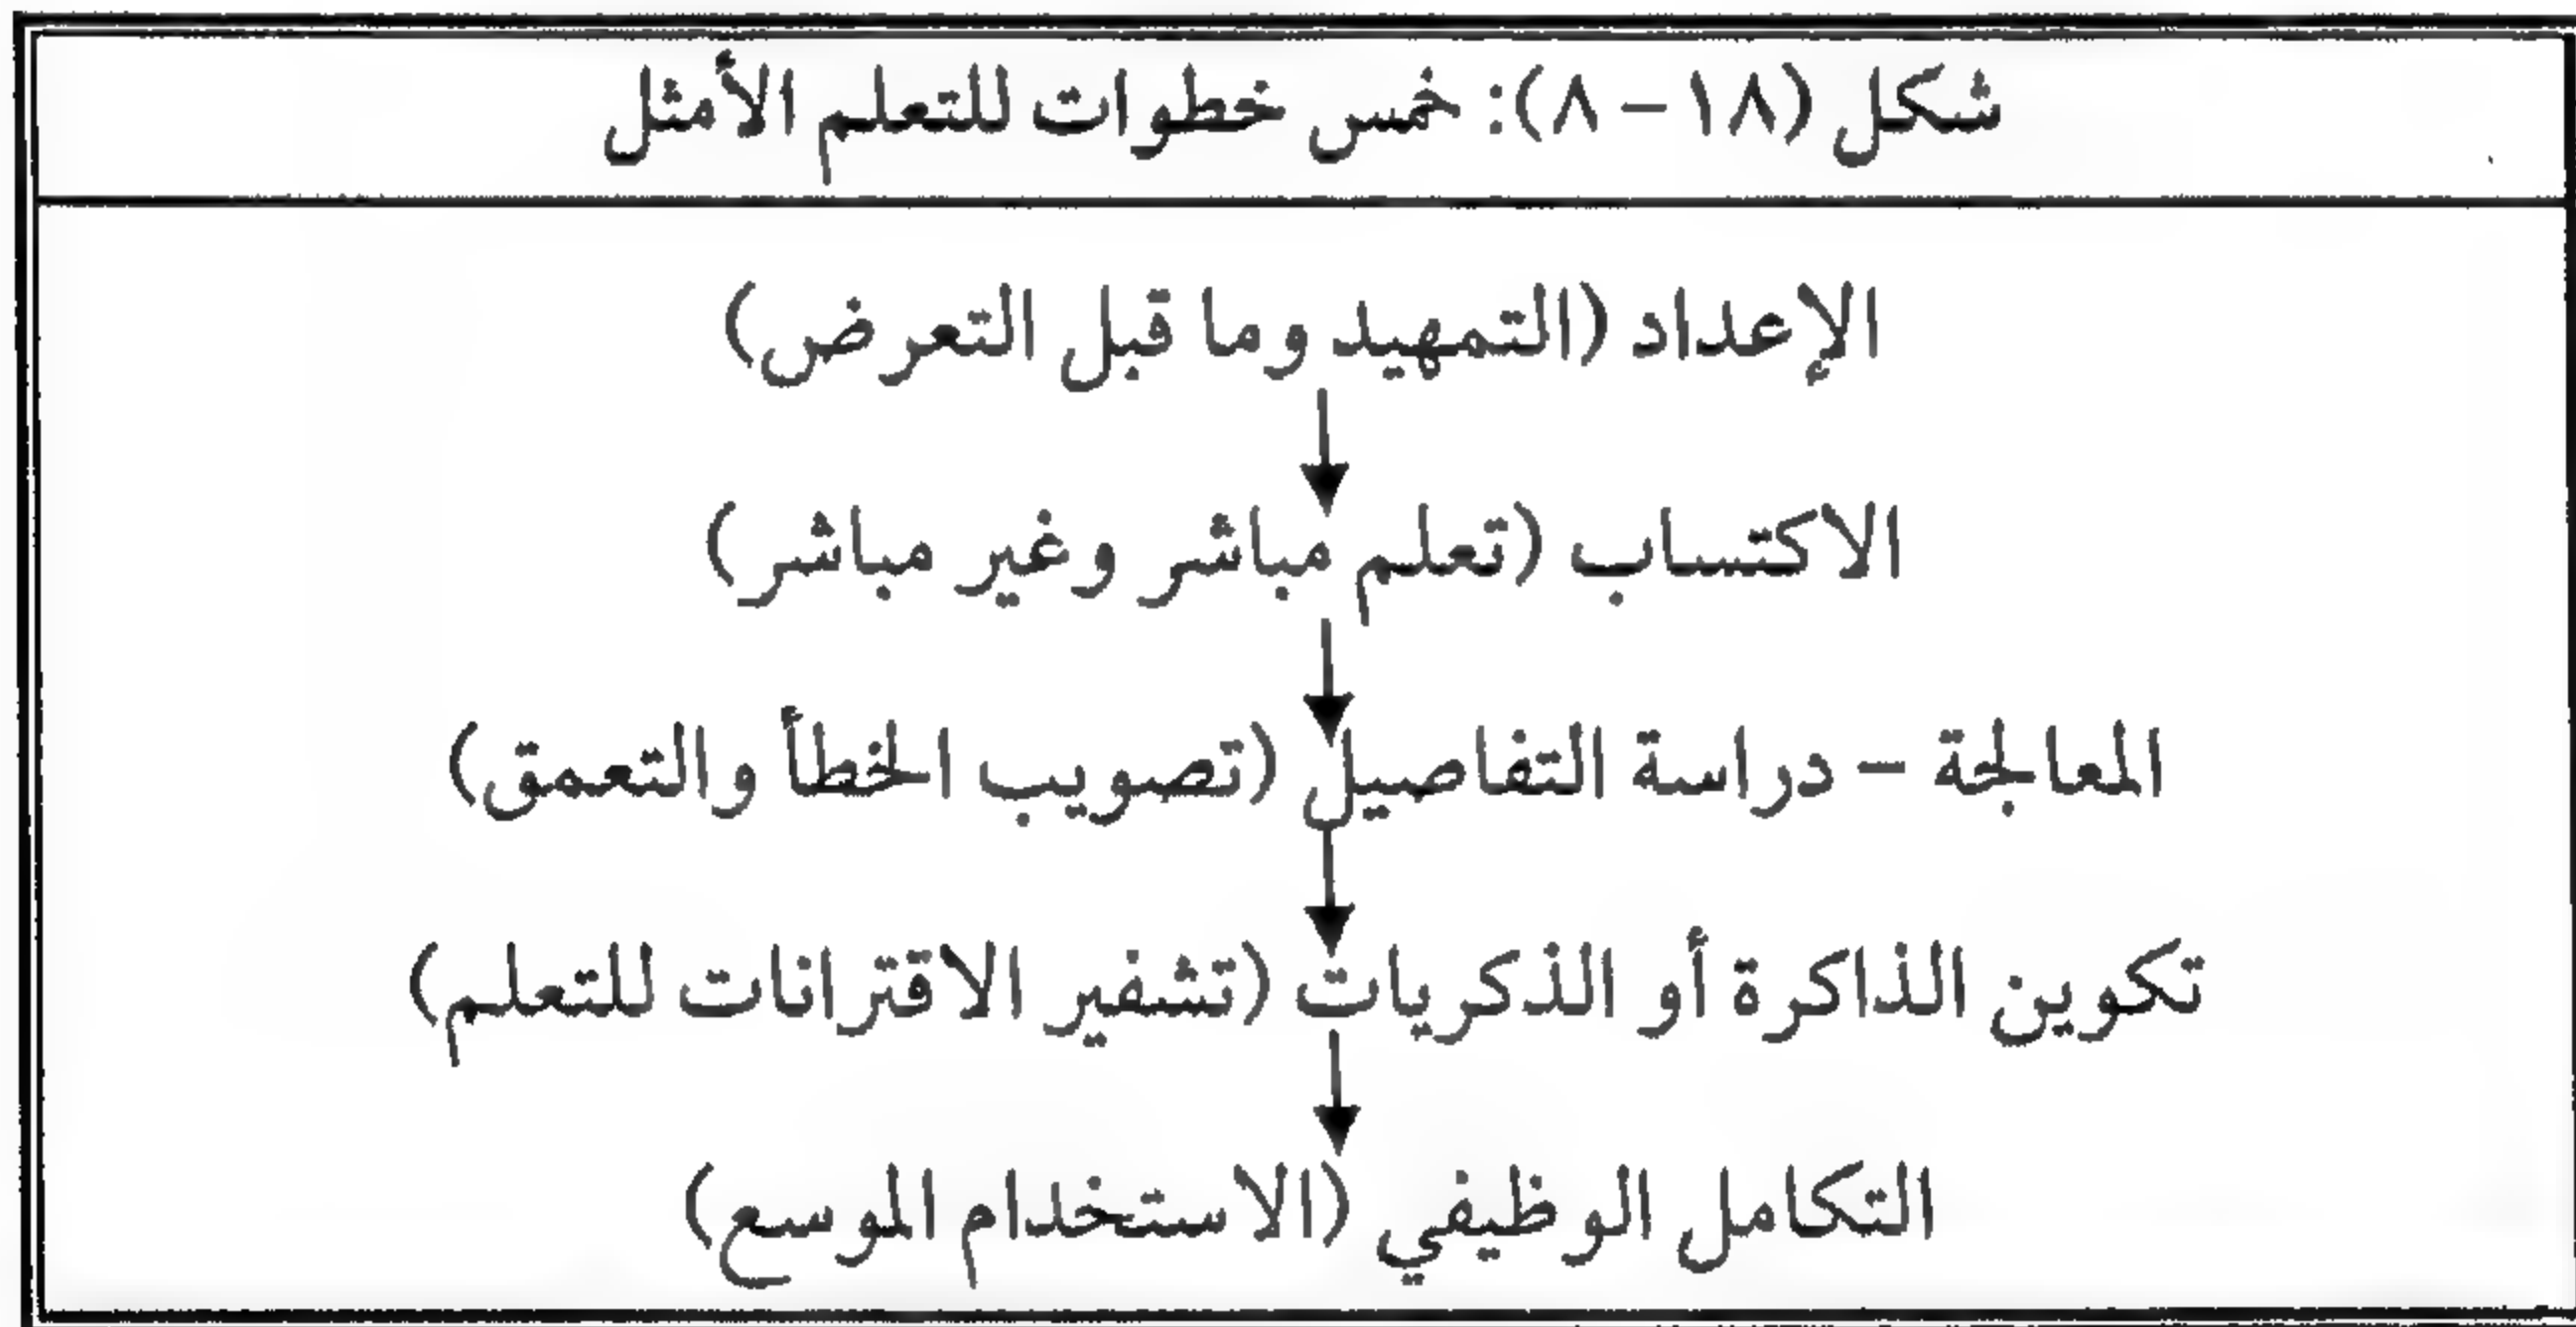 شكل (١٨ – ٨): خمس خطوات للتعلم الأمثل
الإعداد (التمهيد وما قبل التعرض)
الاكتساب (تعلم مباشر وغير مباشر)
المعالجة – دراسة التفاصيل (تصويب الخطأ والتعمق)
تكوين الذاكرة أو الذكريات (تشفير الاقترانات للتعلم)
التكامل الوظيفي (الاستخدام الموسع)